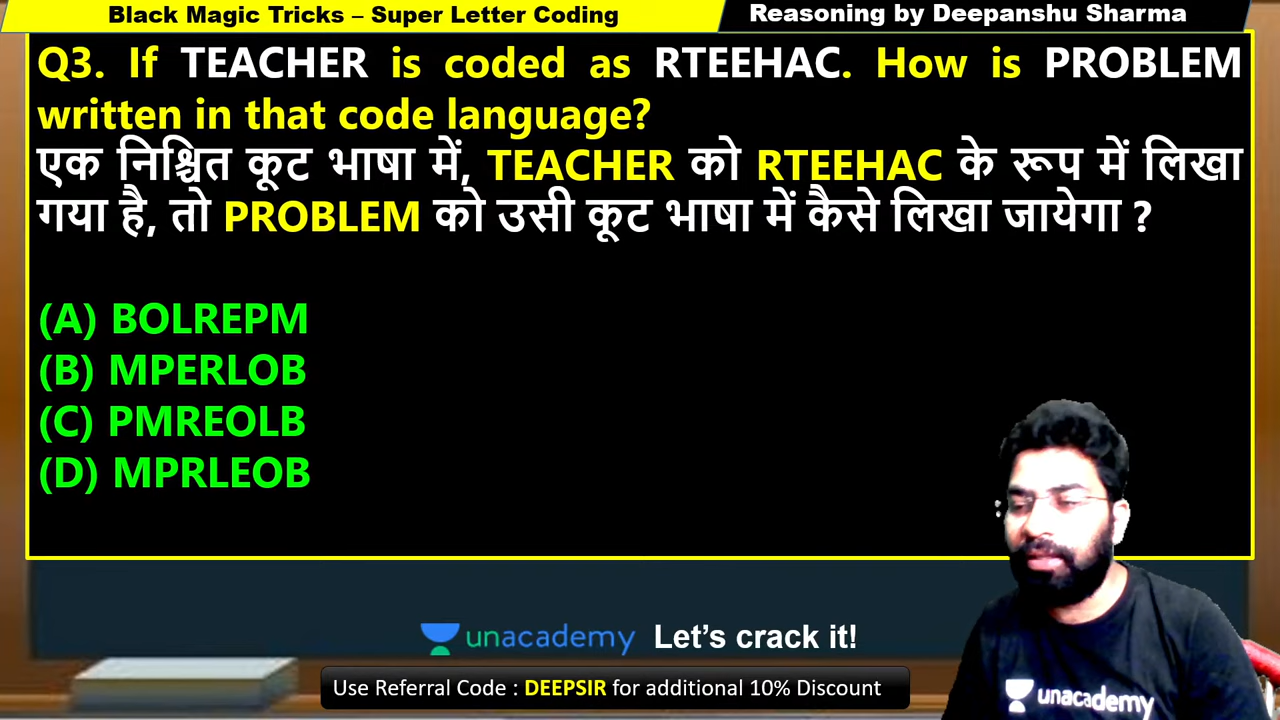 Black Magic Tricks – Super Letter Coding
Reasoning by Deepanshu Sharma
Q3. If TEACHER is coded as RTEEHAC. How is PROBLEM
written in that code language?
एक निश्चित कूट भाषा में, TEACHER को RTEEHAC के रूप में लिखा
गया है, तो PROBLEM को उसी कूट भाषा में कैसे लिखा जायेगा ?
(A) BOLREPM
(B) MPERLOB
(C) PMREOLB
(D) MPRLEOB
unacademy Let’s crack it!
Use Referral Code : DEEPSIR for additional 10% Discount
unacademy